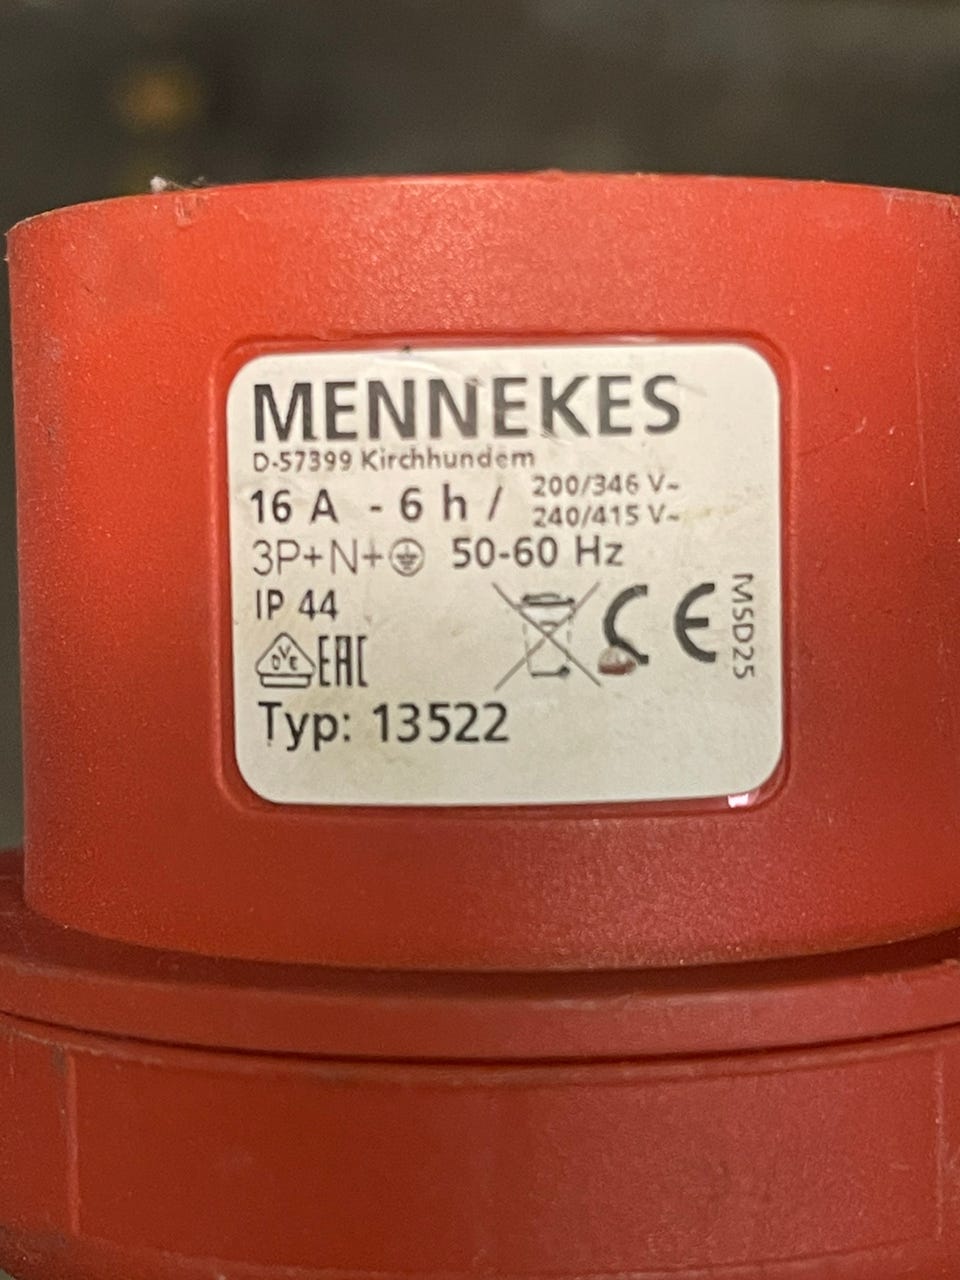 MENNEKES
D-57399 Kirchhundem
16 A - 6 h / 200/346 V~
240/415 V~
3P+N+⏚ 50-60 Hz
IP 44
CE
MSD25
OVE EAC
Typ: 13522